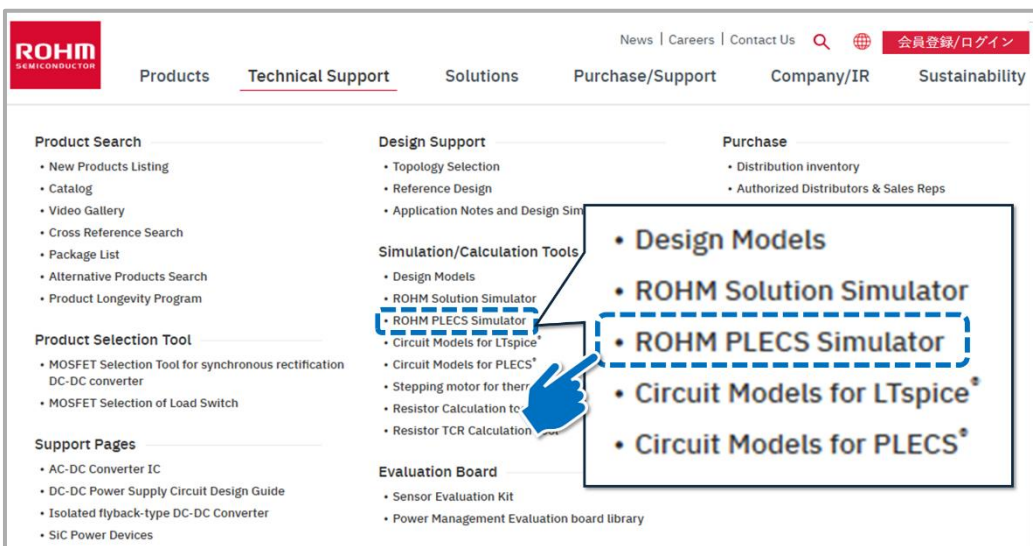 ROHM
SEMICONDUCTOR
News | Careers | Contact Us
会員登録/ログイン
Products
Technical Support
Solutions
Purchase/Support
Company/IR
Sustainability
Product Search
• New Products Listing
• Catalog
• Video Gallery
• Cross Reference Search
• Package List
• Alternative Products Search
• Product Longevity Program
Product Selection Tool
• MOSFET Selection Tool for synchronous rectification
DC-DC converter
• MOSFET Selection of Load Switch
Support Pages
• AC-DC Converter IC
• DC-DC Power Supply Circuit Design Guide
• Isolated flyback-type DC-DC Converter
• SiC Power Devices
Design Support
• Topology Selection
• Reference Design
• Application Notes and Design Sim
Simulation/Calculation Tools
• Design Models
• ROHM Solution Simulator
• ROHM PLECS Simulator
• Circuit Models for LTspice®
• Circuit Models for PLECS®
• Stepping motor for ther
• Resistor Calculation to
• Resistor TCR Calculation
Evaluation Board
• Sensor Evaluation Kit
• Power Management Evaluation board library
Purchase
• Distribution inventory
• Authorized Distributors & Sales Reps
• Design Models
• ROHM Solution Simulator
• ROHM PLECS Simulator
• Circuit Models for LTspice®
• Circuit Models for PLECS®